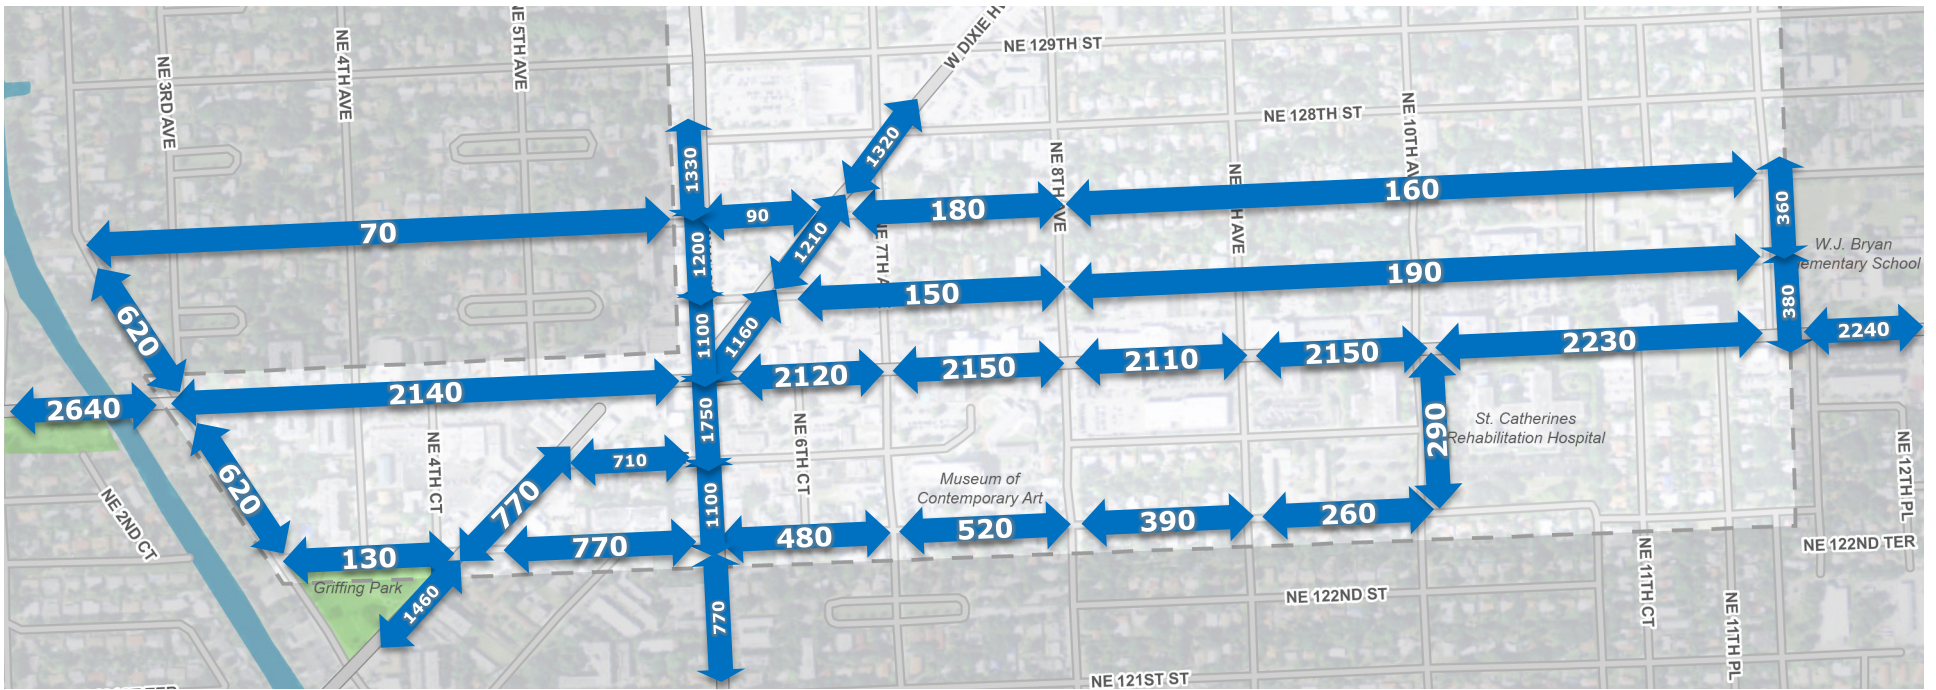 NE 3RD AVE
NE 4TH AVE
NE 5TH AVE
W DIXIE
NE 129TH ST
NE 128TH ST
NE 10TH AV
NE 8TH AVE
NE
H AVE
NE 7TH A
1330
1320
90
180
160
360
70
1200
1210
150
190
380
W.J. Bryan
ementary School
620
1100
1160
2120
2150
2110
2150
2230
2240
2640
2140
1750
290
St. Catherines
Rehabilitation Hospital
NE 4TH CT
NE 6TH CT
710
770
620
NE 2ND CT
1100
Museum of
Contemporary Art
NE 12TH PL
130
770
480
520
390
260
NE 122ND TER
Griffing Park
1460
770
NE 122ND ST
NE 11TH CT
NE 11TH PL
NE 121ST ST